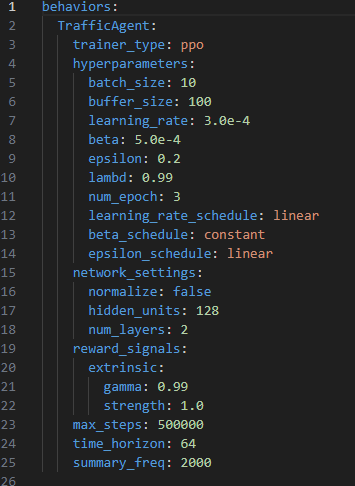 1 behaviors:
2   TrafficAgent:
3     trainer_type: ppo
4     hyperparameters:
5       batch_size: 10
6       buffer_size: 100
7       learning_rate: 3.0e-4
8       beta: 5.0e-4
9       epsilon: 0.2
10       lambd: 0.99
11       num_epoch: 3
12       learning_rate_schedule: linear
13       beta_schedule: constant
14       epsilon_schedule: linear
15     network_settings:
16       normalize: false
17       hidden_units: 128
18       num_layers: 2
19     reward_signals:
20       extrinsic:
21         gamma: 0.99
22         strength: 1.0
23     max_steps: 500000
24     time_horizon: 64
25     summary_freq: 2000
26